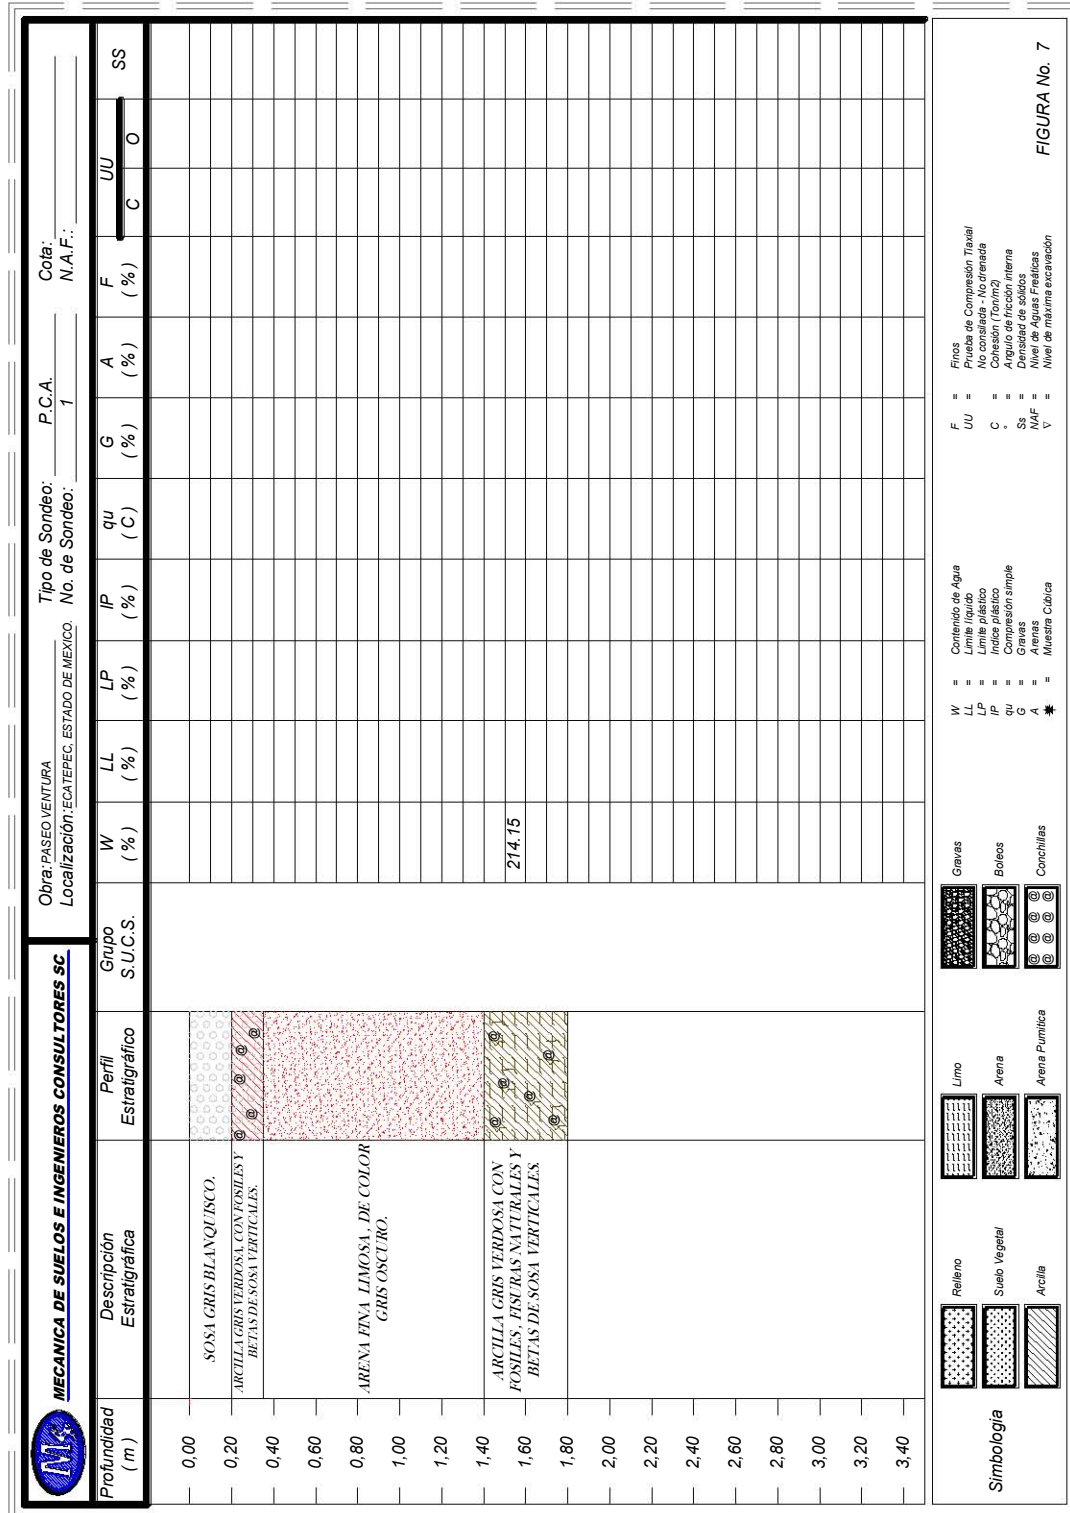 MECANICA DE SUELOS E INGENIEROS CONSULTORES SC
Obra: PASEO VENTURA
Localización: ECATEPEC, ESTADO DE MEXICO.
Tipo de Sondeo: P.C.A.
No. de Sondeo: 1
Cota:
N.A.F.:
Profundidad
( m )
Descripción
Estratigráfica
Perfil
Estratigráfico
Grupo
S.U.C.S.
W
( % )
LL
( % )
LP
( % )
IP
( % )
qu
( C )
G
( % )
A
( % )
F
( % )
UU
C O
SS
0,00
0,20
0,40
0,60
0,80
1,00
1,20
1,40
1,60
1,80
2,00
2,20
2,40
2,60
2,80
3,00
3,20
3,40
SOSA GRIS BLANQUISCO.
ARCILLA GRIS VERDOSA, CON FOSILES Y
BETAS DE SOSA VERTICALES.
ARENA FINA LIMOSA , DE COLOR
GRIS OSCURO.
ARCILLA GRIS VERDOSA CON
FOSILES , FISURAS NATURALES Y
BETAS DE SOSA VERTICALES.
214.15
Simbología
Relleno
Suelo Vegetal
Arcilla
Limo
Arena
Arena Pumitica
Gravas
Boleos
Conchillas
W = Contenido de Agua
LL = Limite líquido
LP = Limite plástico
IP = Indice plástico
qu = Compresión simple
G = Gravas
A = Arenas
= Muestra Cúbica
F = Finos
UU = Prueba de Compresión Tiaxial
No consilada - No drenada
C = Cohesión (Ton/m2)
° = Angulo de fricción interna
Ss = Densidad de sólidos
NAF = Nivel de Aguas Freáticas
∇ = Nivel de máxima excavación
FIGURA No. 7